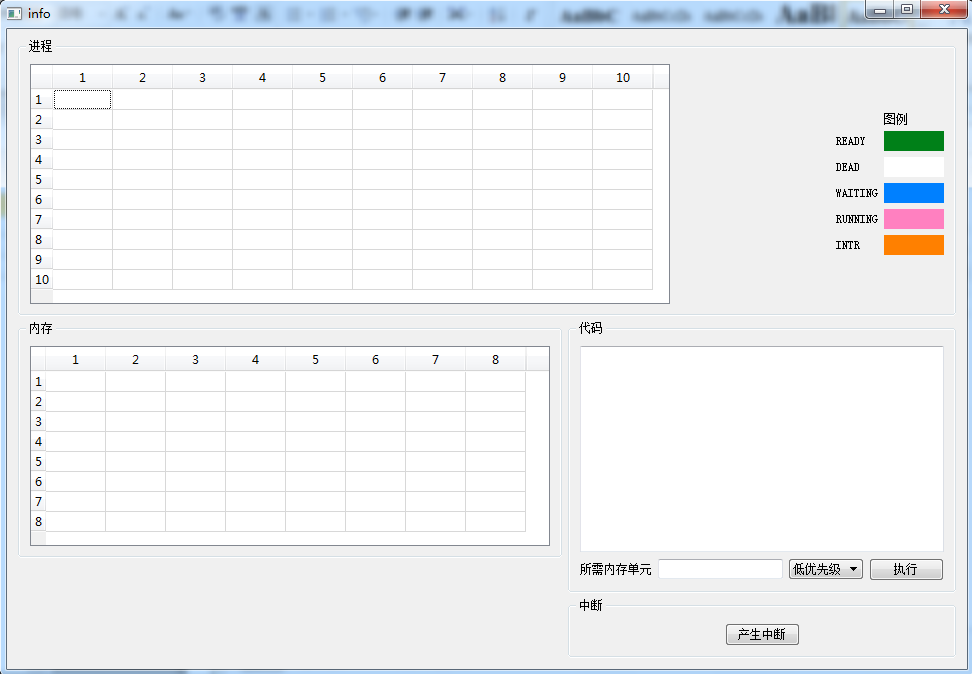 info
进程
1 2 3 4 5 6 7 8 9 10
1
2
3
4
5
6
7
8
9
10
图例
READY
DEAD
WAITING
RUNNING
INTR
内存
1 2 3 4 5 6 7 8
1
2
3
4
5
6
7
8
代码
所需内存单元 低优先级 执行
中断
产生中断